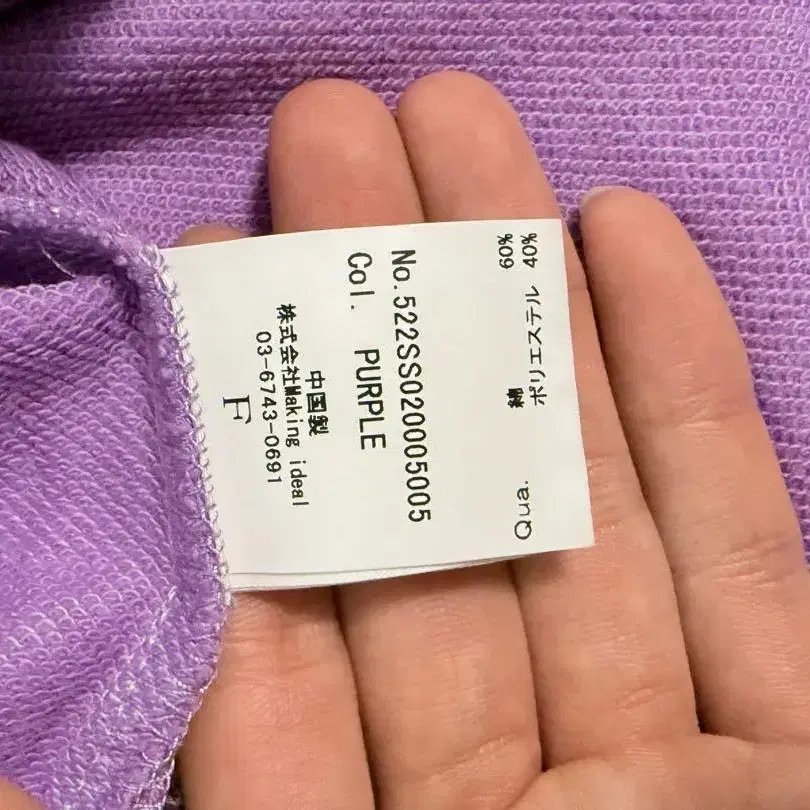 No.522SS020005005
Col. PURPLE
中国製
株式会社Making ideal
03-6743-0691
F
Qua. 綿 60%
ポリエステル 40%